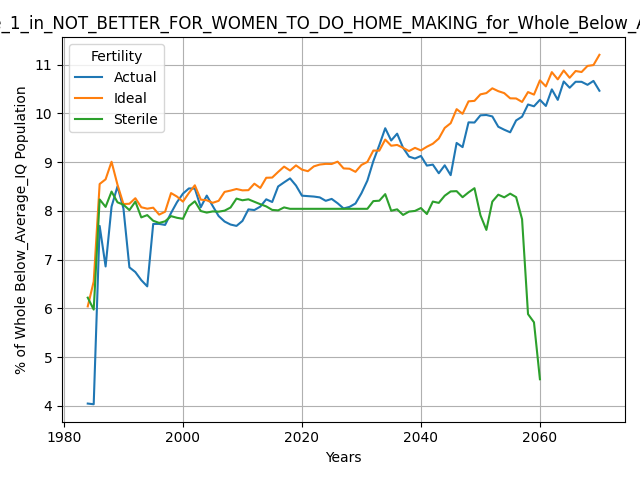 _1_in_NOT_BETTER_FOR_WOMEN_TO_DO_HOME_MAKING_for_Whole_Below_A
Fertility
Actual
Ideal
Sterile
% of Whole Below_Average_IQ Population
11
10
9
8
7
6
5
4
1980
2000
2020
2040
2060
Years